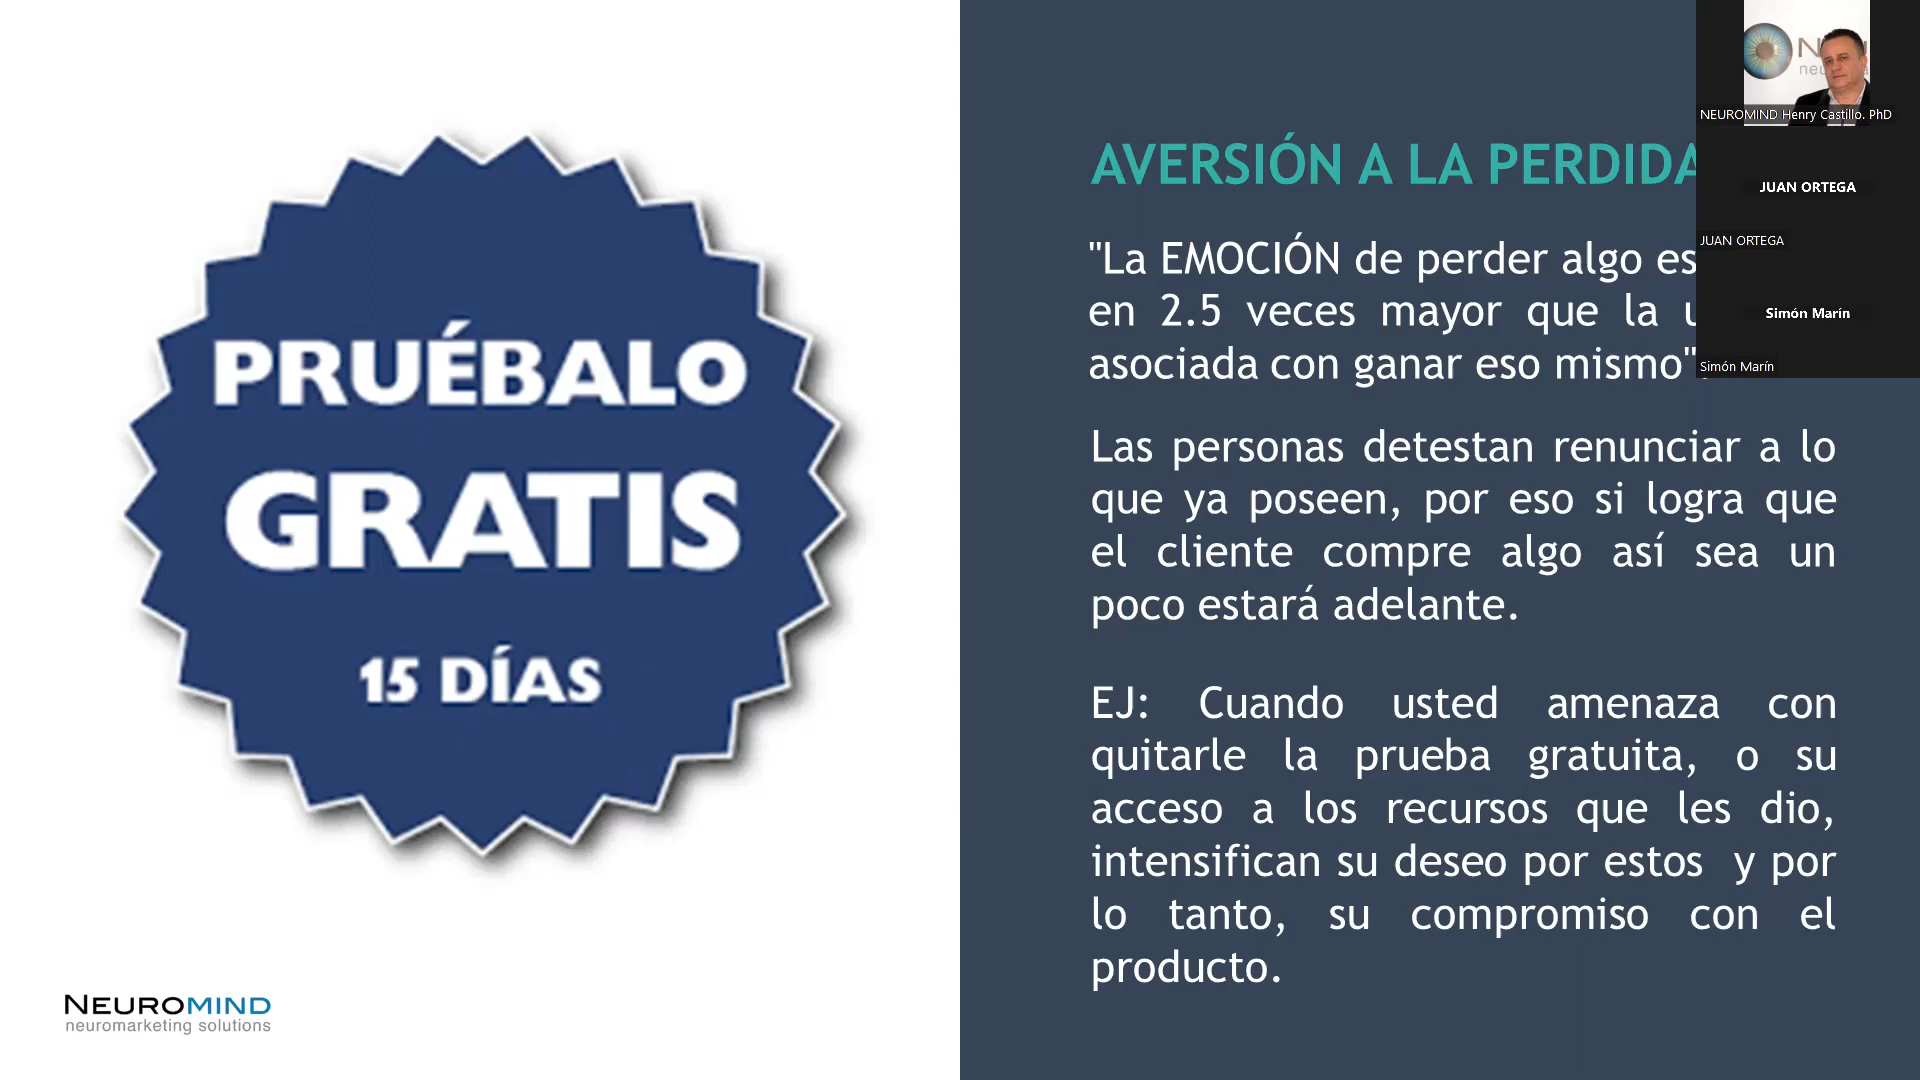 PRUÉBALO
GRATIS
15 DÍAS
NEUROMIND
neuromarketing solutions
AVERSIÓN A LA PERDIDA
"La EMOCIÓN de perder algo es
en 2.5 veces mayor que la
asociada con ganar eso mismo"
Las personas detestan renunciar a lo
que ya poseen, por eso si logra que
el cliente compre algo así sea un
poco estará adelante.
EJ: Cuando usted amenaza con
quitarle la prueba gratuita, o su
acceso a los recursos que les dio,
intensifican su deseo por estos y por
lo tanto, su compromiso con el
producto.
NEUROMIND Henry Castillo. PhD
JUAN ORTEGA
JUAN ORTEGA
Simón Marín
Simón Marín